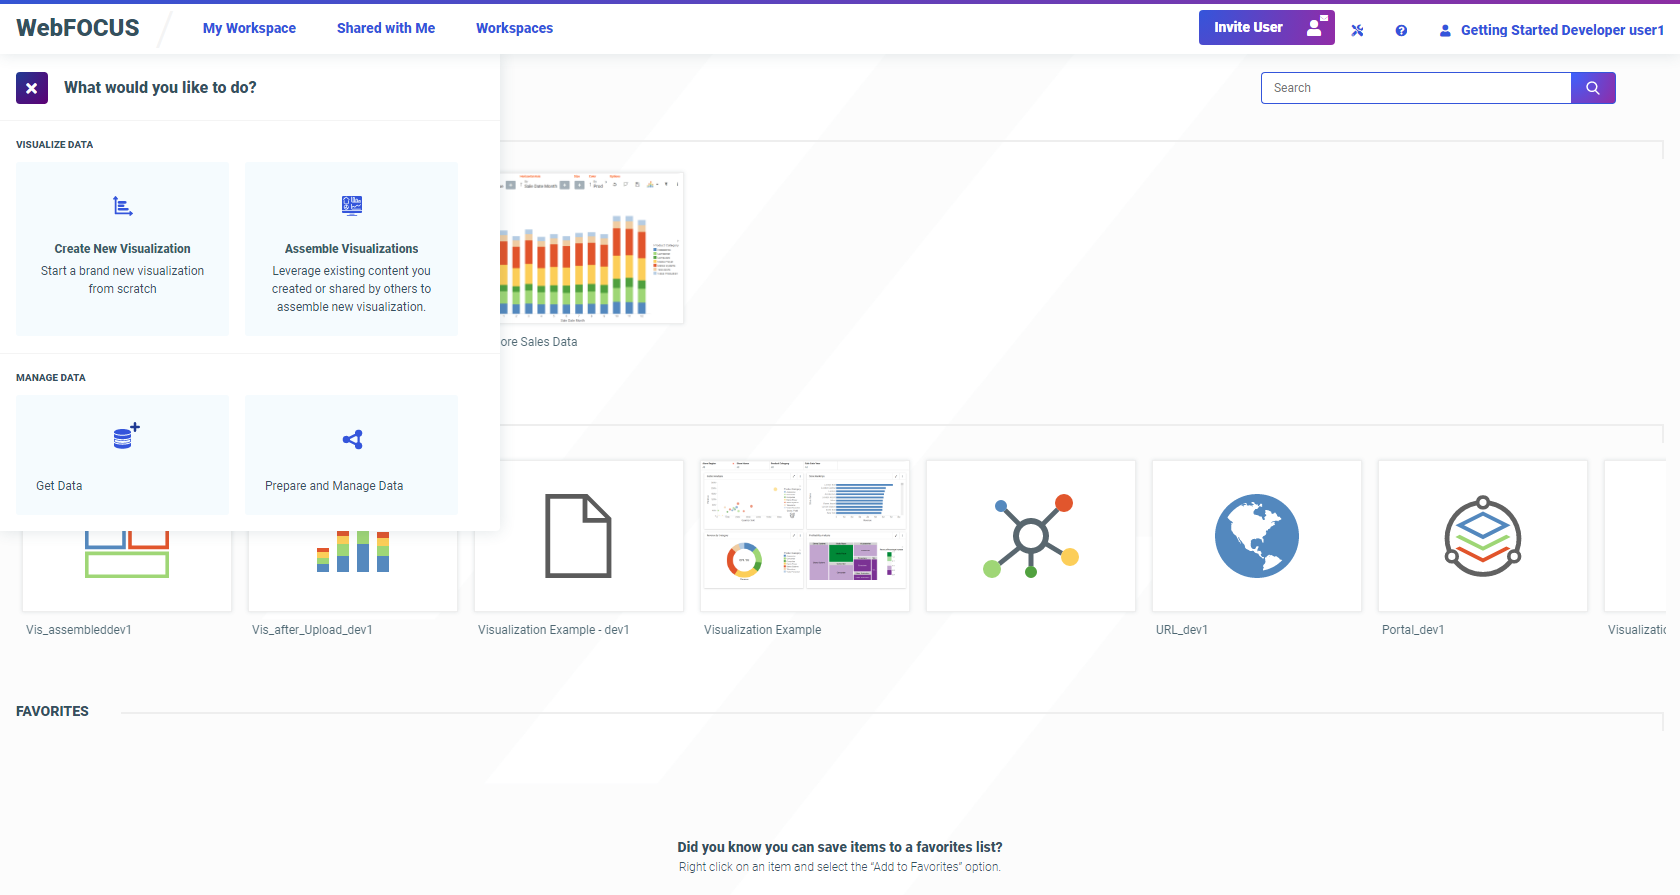 WebFOCUS
My Workspace
Shared with Me
Workspaces
Invite User
Getting Started Developer user1
What would you like to do?
Search
VISUALIZE DATA
Create New Visualization
Start a brand new visualization
from scratch
Assemble Visualizations
Leverage existing content you
created or shared by others to
assemble new visualization.
ore Sales Data
MANAGE DATA
Get Data
Prepare and Manage Data
Vis_assembleddev1
Vis_after_Upload_dev1
Visualization Example - dev1
Visualization Example
URL_dev1
Portal_dev1
Visualizatio
FAVORITES
Did you know you can save items to a favorites list?
Right click on an item and select the “Add to Favorites” option.